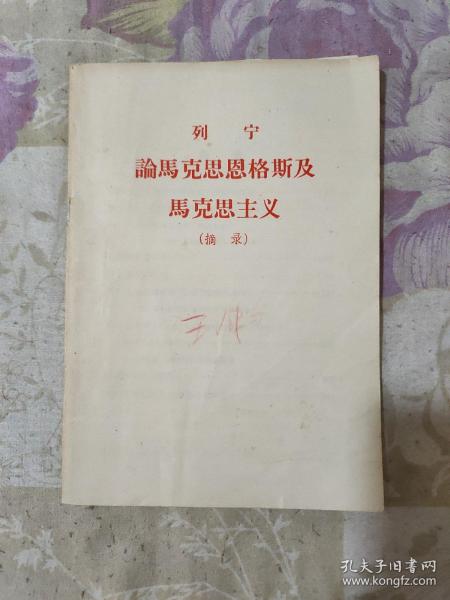 列 宁
論馬克思恩格斯及
馬克思主义
(摘 录)
孔夫子旧书网
www.kongfz.com